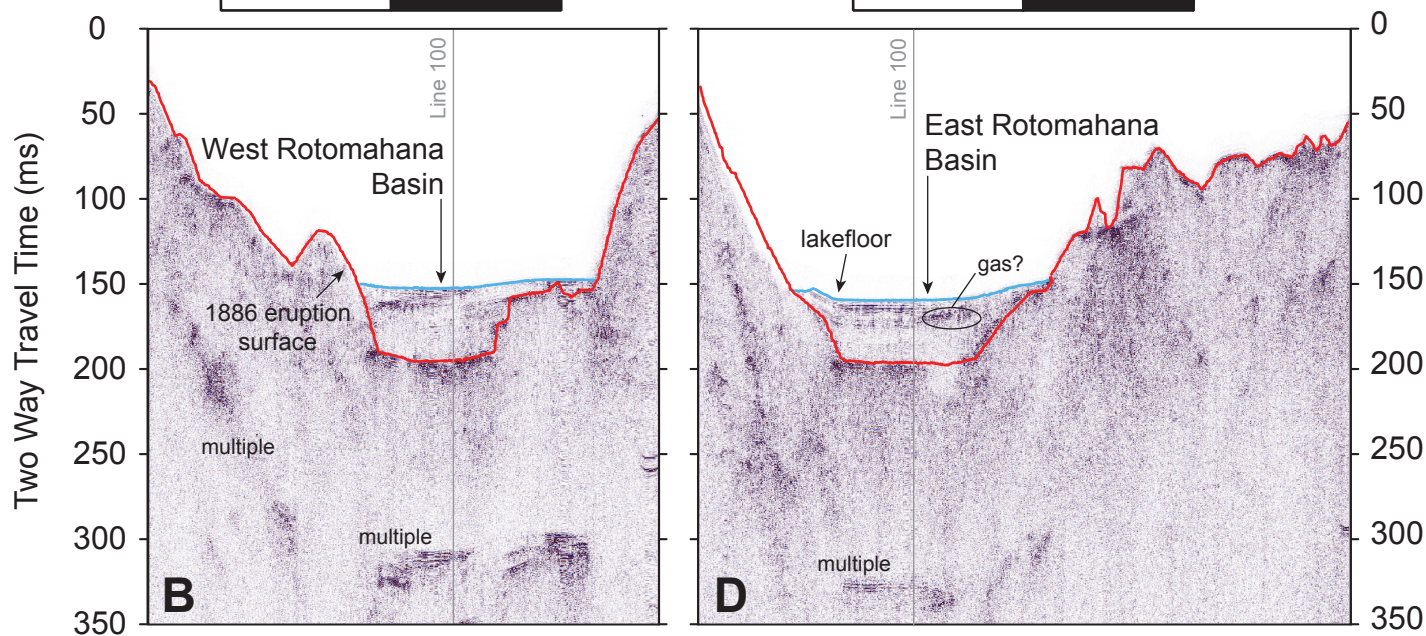 Two Way Travel Time (ms)
0
50
100
150
200
250
300
350
Line 100
West Rotomahana
Basin
1886 eruption
surface
multiple
multiple
B
Line 100
East Rotomahana
Basin
lakefloor
gas?
multiple
D
0
50
100
150
200
250
300
350